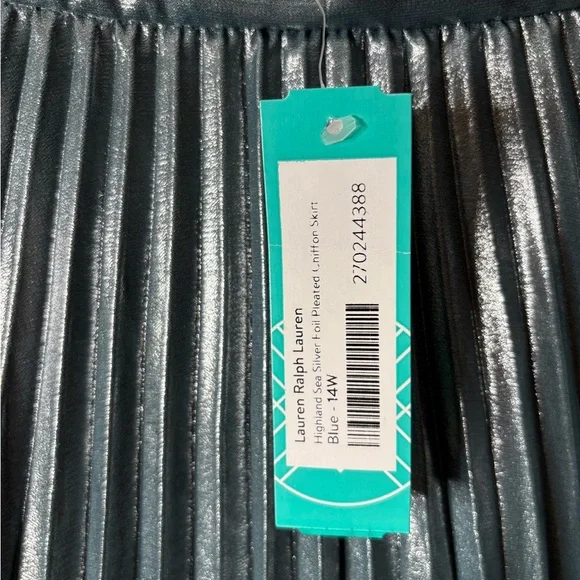 Lauren Ralph Lauren
Highland Sea Silver Foil Pleated Chiffon Skirt
Blue - 14W
270244388